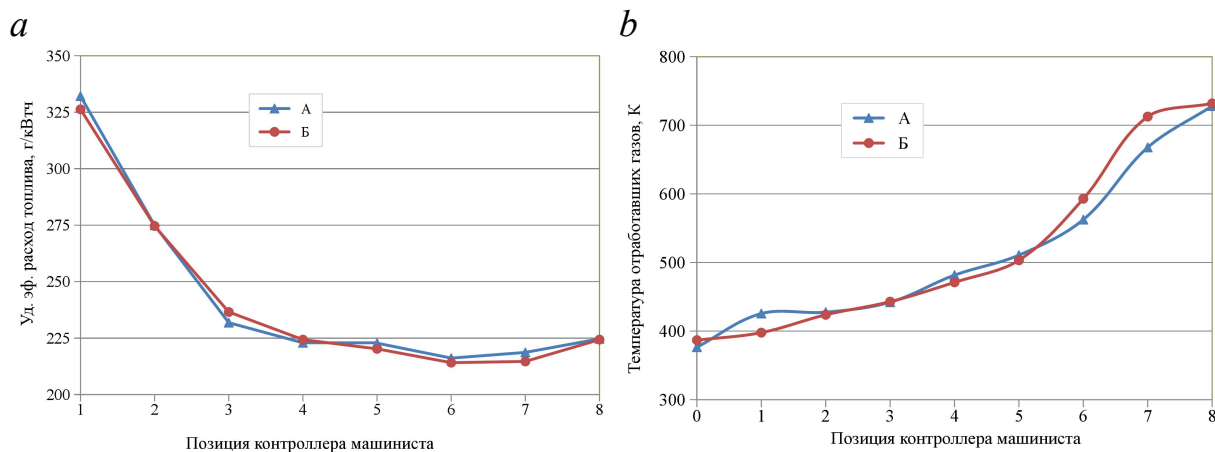 a
Уд. эф. расход топлива, г/кВтч
350
325
300
275
250
225
200
А
Б
1 2 3 4 5 6 7 8
Позиция контроллера машиниста
b
Температура отработавших газов, К
800
700
600
500
400
300
А
Б
0 1 2 3 4 5 6 7 8
Позиция контроллера машиниста